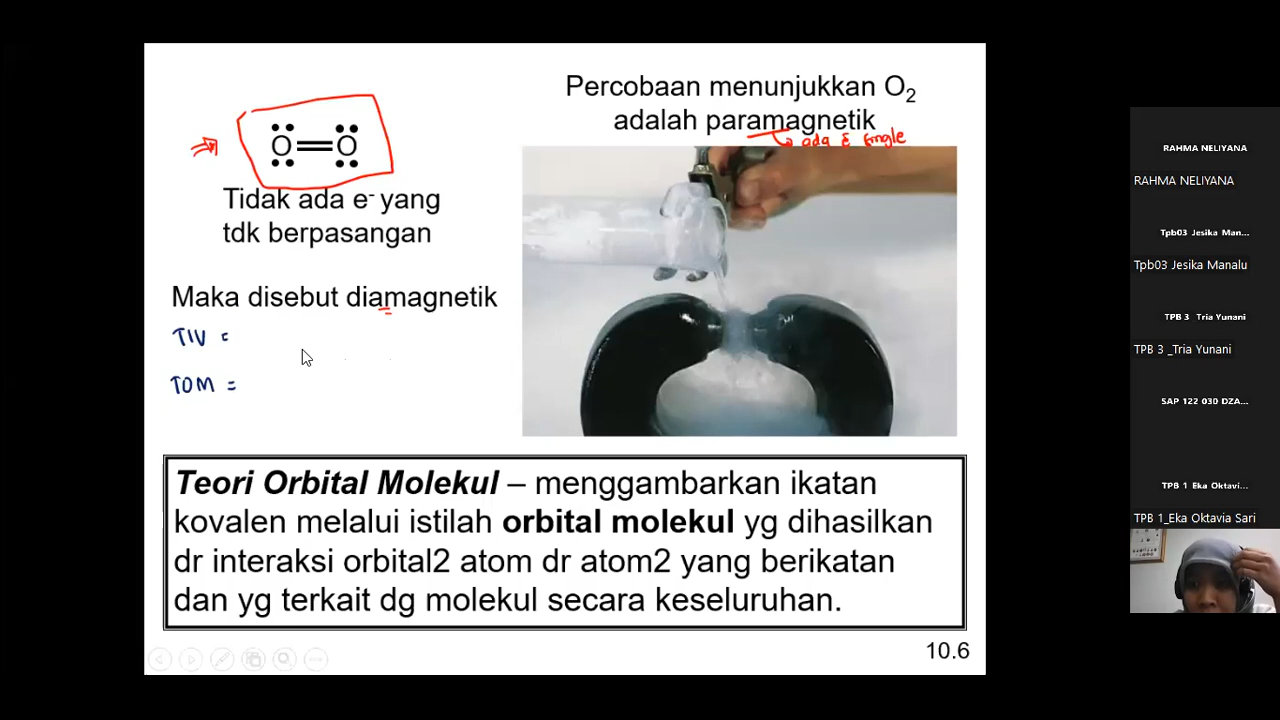 Percobaan menunjukkan O2
adalah paramagnetik
ada
O=O
Tidak ada e- yang
tdk berpasangan
Maka disebut diamagnetik
TIV =
TOM =
Teori Orbital Molekul – menggambarkan ikatan
kovalen melalui istilah orbital molekul yg dihasilkan
dr interaksi orbital2 atom dr atom2 yang berikatan
dan yg terkait dg molekul secara keseluruhan.
10.6
RAHMA NELIYANA
RAHMA NELIYANA
Tpb03 Jesika Man...
Tpb03 Jesika Manalu
TPB 3 Tria Yunani
TPB 3 _Tria Yunani
SAP 122 030 DZA...
TPB 1_Eka Oktavi...
TPB 1_Eka Oktavia Sari